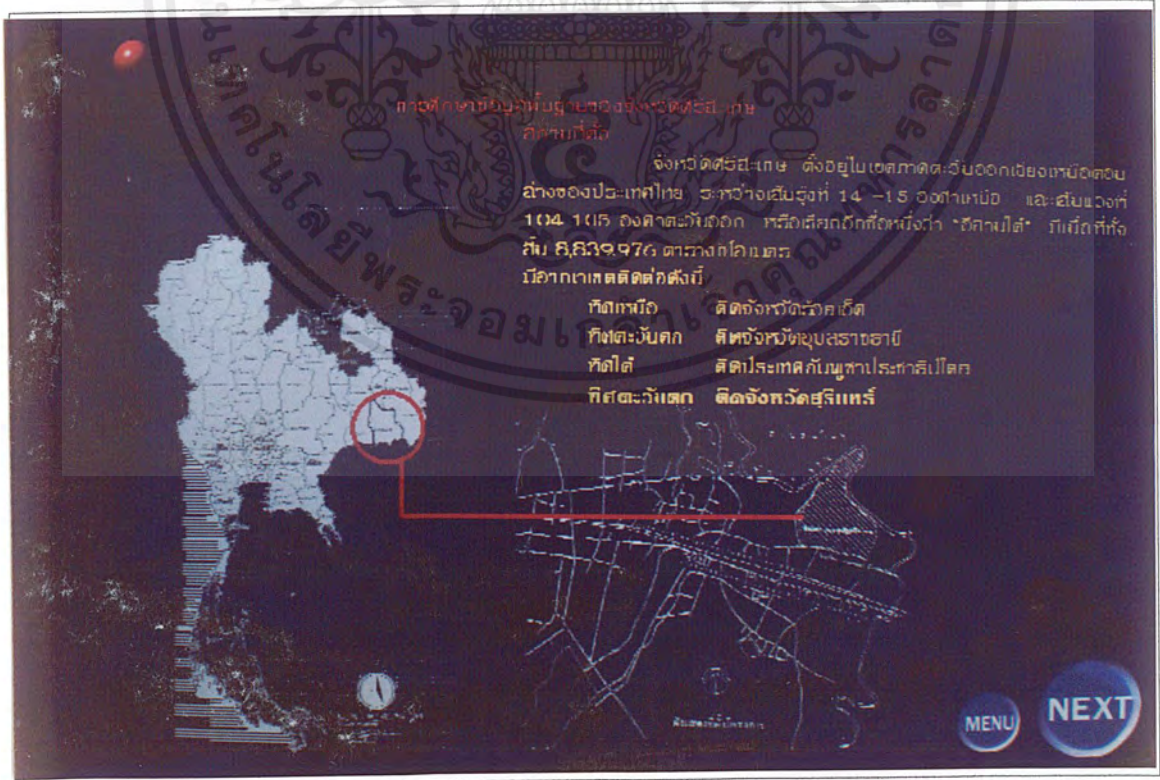 การศึกษาข้อมูลพื้นฐานของจังหวัดศรีสะเกษ
สถานที่ตั้ง
จังหวัดศรีสะเกษ ตั้งอยู่ในเขตภาคตะวันออกเฉียงเหนือตอน
ล่างของประเทศไทย ระหว่างเส้นรุ้งที่ 14 -15 องศาเหนือ และเส้นแวงที่
104 105 องศาตะวันออก หรือเรียกอีกชื่อหนึ่งว่า "อีสานใต้" มีเนื้อที่ทั้ง
สิ้น 8,839.976 ตารางกิโลเมตร
มีอาณาเขตติดต่อดังนี้
ทิศเหนือ ติดจังหวัดร้อยเอ็ด
ทิศตะวันตก ติดจังหวัดอุบลราชธานี
ทิศใต้ ติดประเทศกัมพูชาประชาธิปไตย
ทิศตะวันตก ติดจังหวัดสุรินทร์
MENU
NEXT